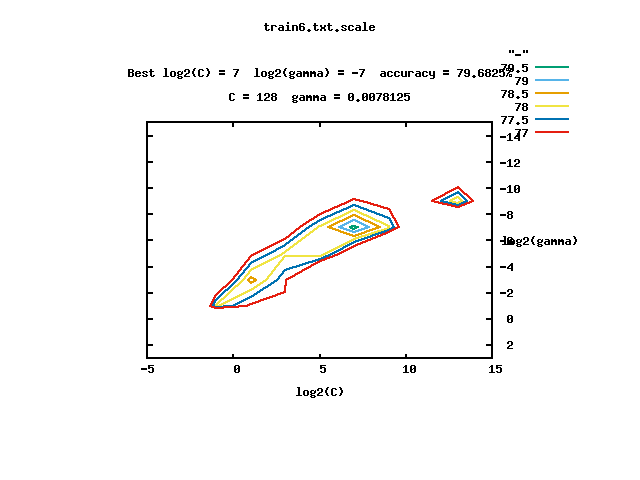 train6.txt.scale
"-"
Best log2(C) = 7  log2(gamma) = -7  accuracy = 79.6825%
79.5
79
78.5
78
77.5
77
C = 128  gamma = 0.0078125
-14
-12
-10
-8
-6
log2(gamma)
-4
-2
0
2
-5 0 5 10 15
log2(C)